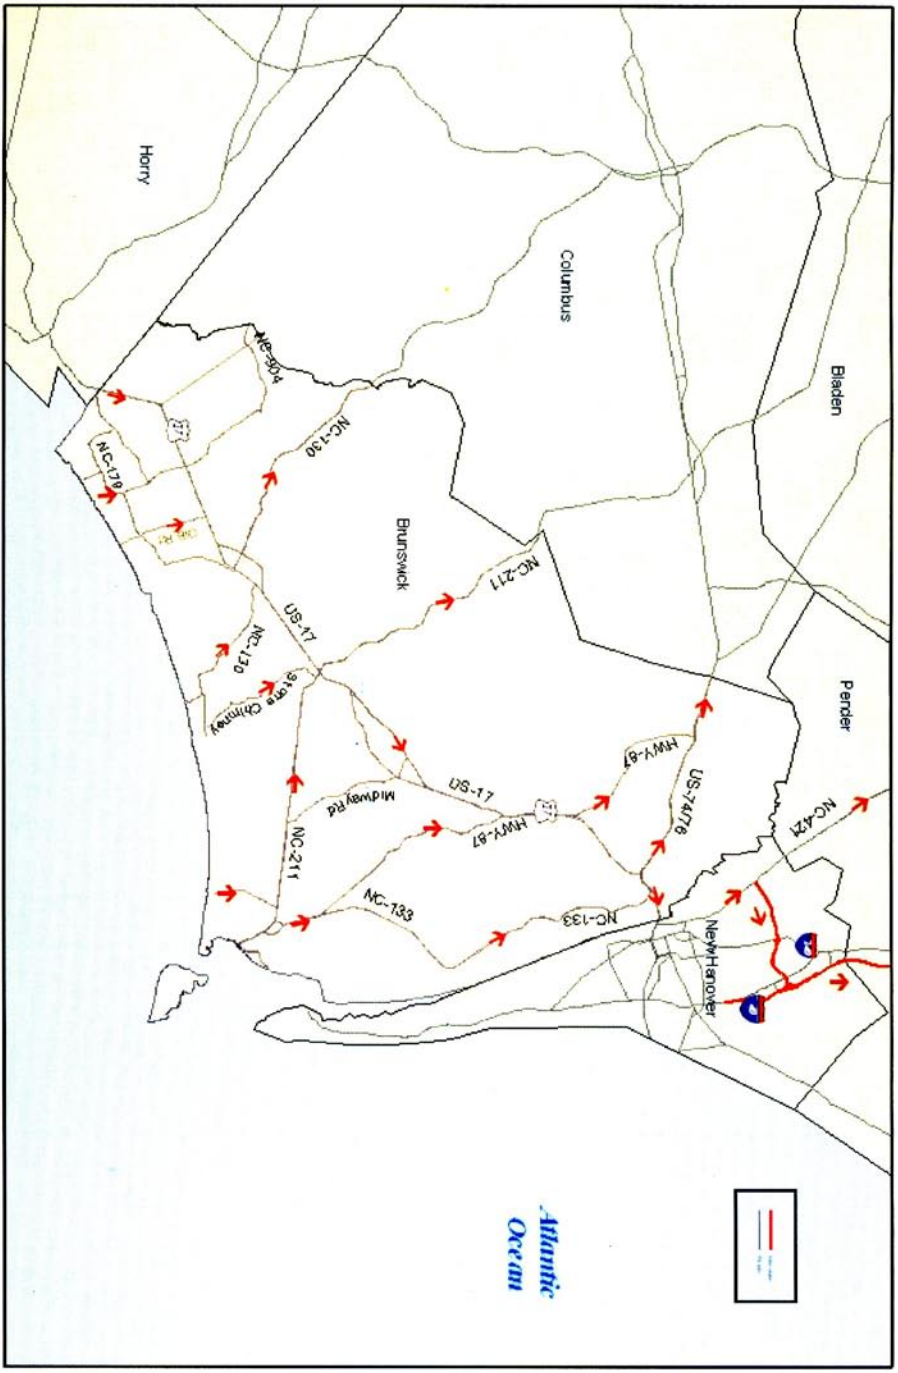 Bladen
Pender
NC-421
New Hanover
US-74/76
HWY-87
NC-133
Columbus
Atlantic
Ocean
17
NC-211
HWY-87
US-17
Brunswick
NC-133
Midway Rd
NC-130
US-17
NC-211
NC-904
Stone Chimney
NC-130
17
Horry
NC-179